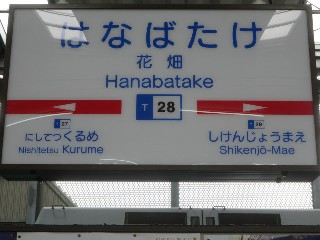 はなばたけ
花畑
Hanabatake
T 28
T 27
T 29
にしてつくるめ
Nishitetsu Kurume
しけんじょうまえ
Shikenjō-Mae